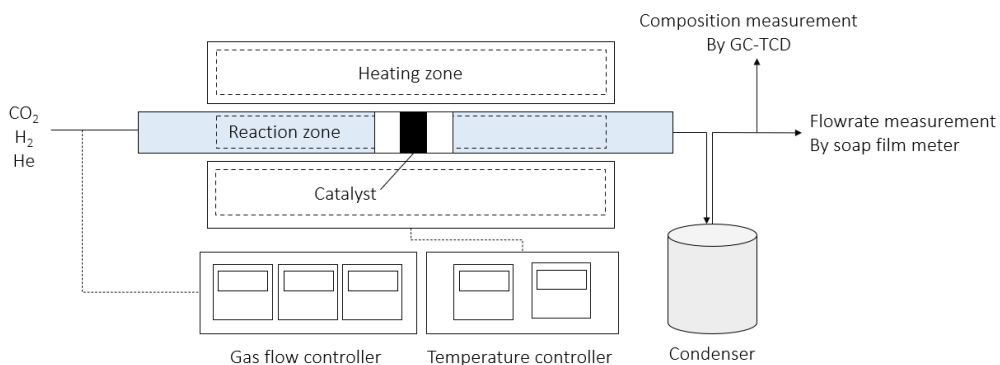 Composition measurement
By GC-TCD
Heating zone
CO₂
H₂
He
Reaction zone
Flowrate measurement
By soap film meter
Catalyst
Gas flow controller
Temperature controller
Condenser